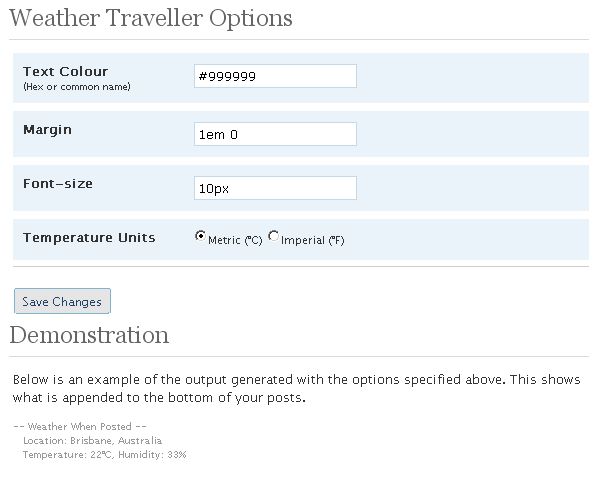 Weather Traveller Options
Text Colour
(Hex or common name)
#999999
Margin
1em 0
Font-size
10px
Temperature Units
Metric (°C) Imperial (°F)
Save Changes
Demonstration
Below is an example of the output generated with the options specified above. This shows
what is appended to the bottom of your posts.
-- Weather When Posted --
Location: Brisbane, Australia
Temperature: 22°C, Humidity: 33%